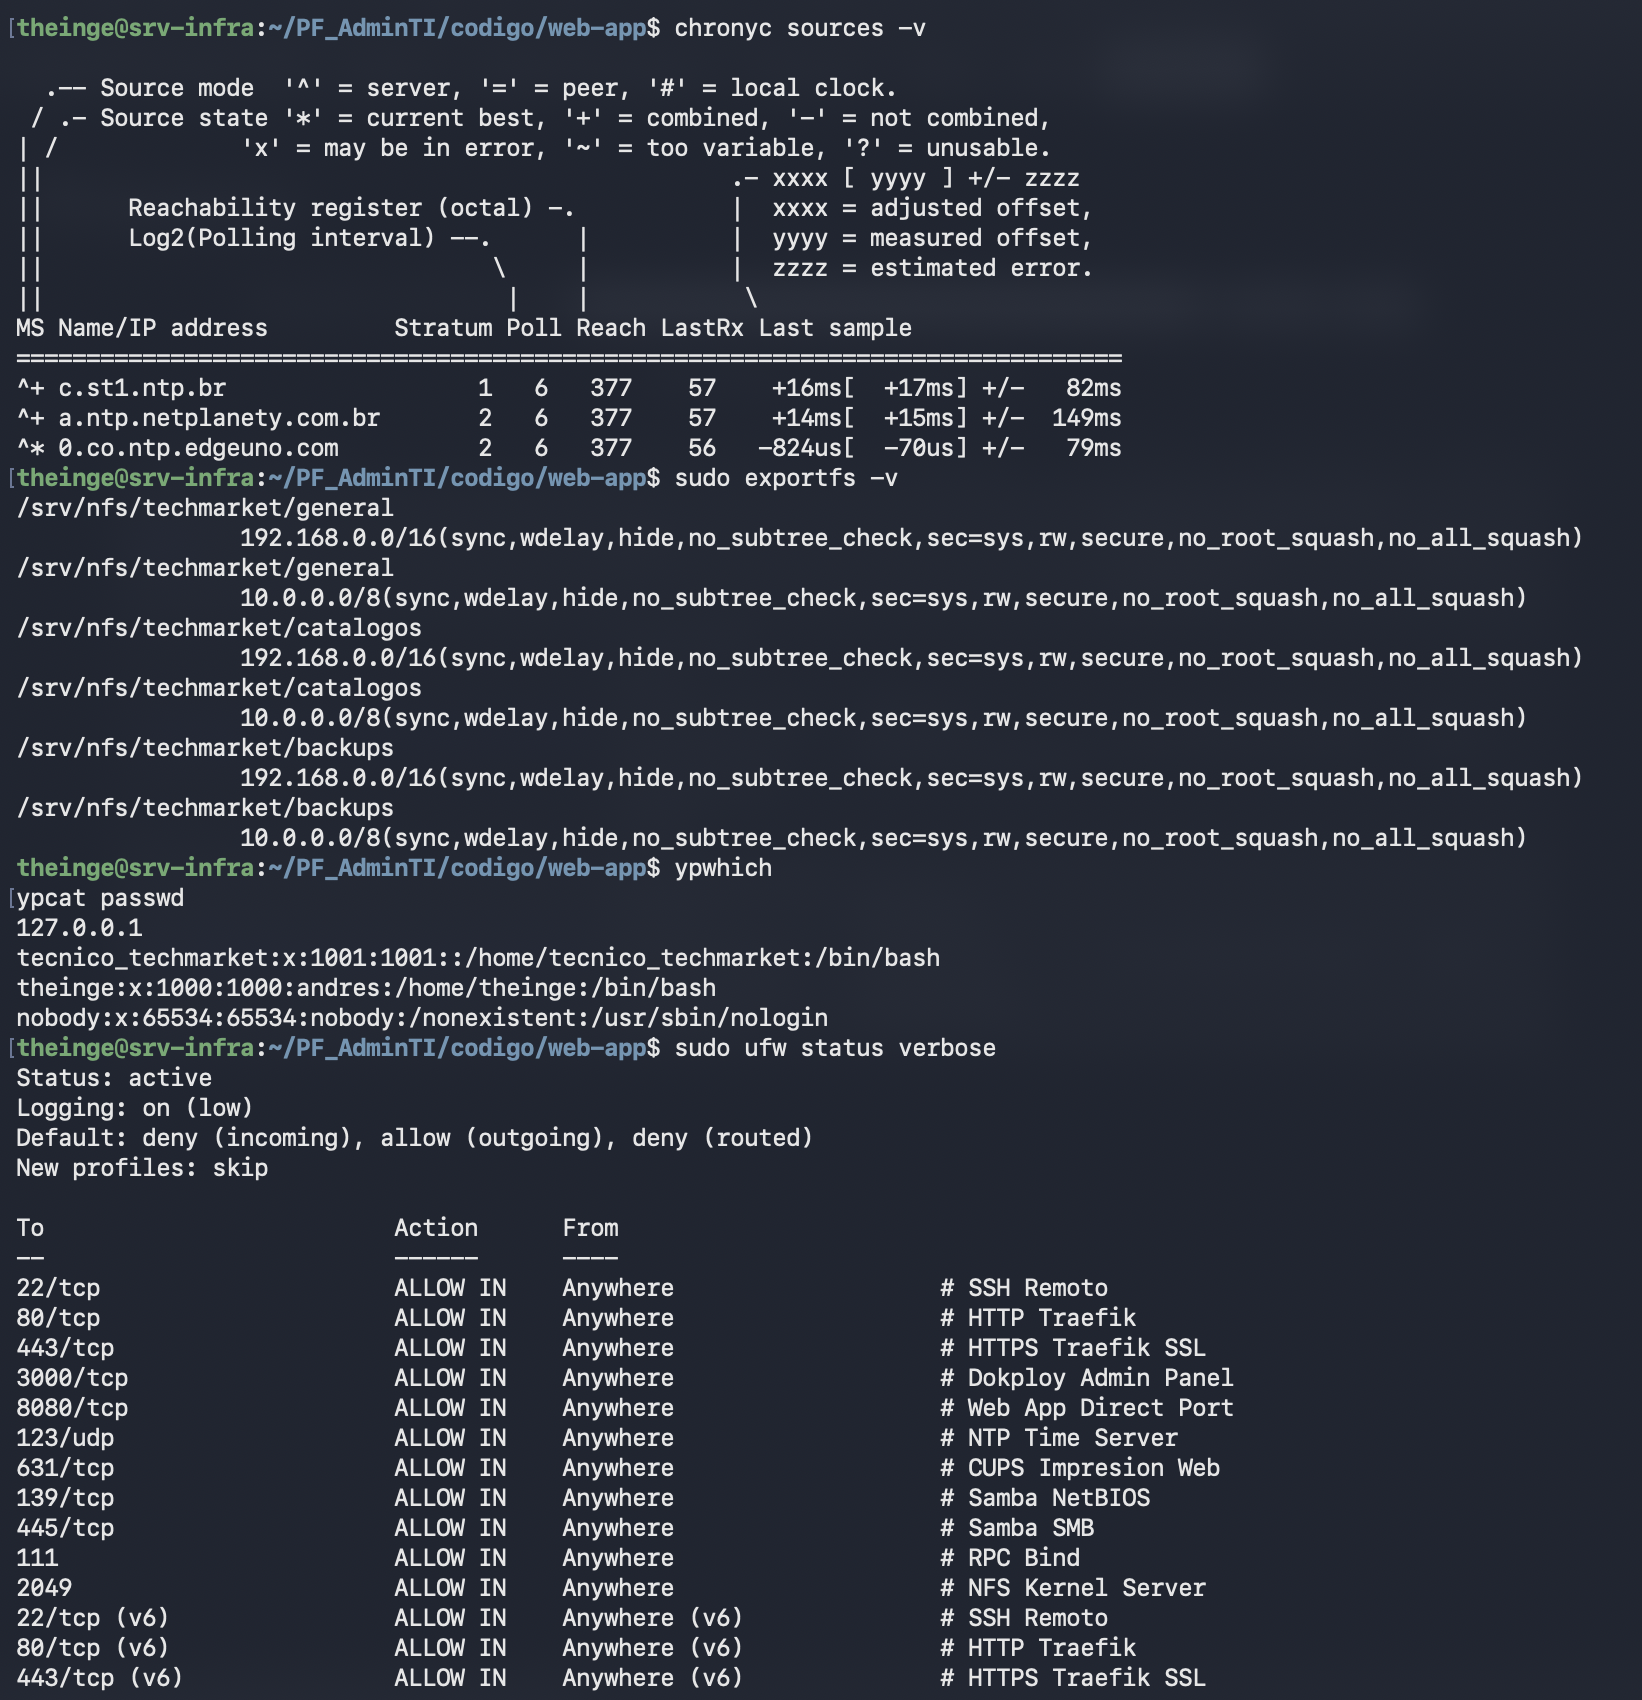 [theinge@srv-infra:~/PF_AdminTI/codigo/web-app$ chronyc sources -v

  .-- Source mode  '^' = server, '=' = peer, '#' = local clock.
 / .- Source state '*' = current best, '+' = combined, '-' = not combined,
| /             'x' = may be in error, '~' = too variable, '?' = unusable.
||                                                 .- xxxx [ yyyy ] +/- zzzz
||      Reachability register (octal) -.           |  xxxx = adjusted offset,
||      Log2(Polling interval) --.      |          |  yyyy = measured offset,
||                                \     |          |  zzzz = estimated error.
||                                 |    |           \
MS Name/IP address         Stratum Poll Reach LastRx Last sample
===============================================================================
^+ c.st1.ntp.br                  1   6   377    57    +16ms[  +17ms] +/-   82ms
^+ a.ntp.netplanety.com.br       2   6   377    57    +14ms[  +15ms] +/-  149ms
^* 0.co.ntp.edgeuno.com          2   6   377    56   -824us[  -70us] +/-   79ms
[theinge@srv-infra:~/PF_AdminTI/codigo/web-app$ sudo exportfs -v
/srv/nfs/techmarket/general
                192.168.0.0/16(sync,wdelay,hide,no_subtree_check,sec=sys,rw,secure,no_root_squash,no_all_squash)
/srv/nfs/techmarket/general
                10.0.0.0/8(sync,wdelay,hide,no_subtree_check,sec=sys,rw,secure,no_root_squash,no_all_squash)
/srv/nfs/techmarket/catalogos
                192.168.0.0/16(sync,wdelay,hide,no_subtree_check,sec=sys,rw,secure,no_root_squash,no_all_squash)
/srv/nfs/techmarket/catalogos
                10.0.0.0/8(sync,wdelay,hide,no_subtree_check,sec=sys,rw,secure,no_root_squash,no_all_squash)
/srv/nfs/techmarket/backups
                192.168.0.0/16(sync,wdelay,hide,no_subtree_check,sec=sys,rw,secure,no_root_squash,no_all_squash)
/srv/nfs/techmarket/backups
                10.0.0.0/8(sync,wdelay,hide,no_subtree_check,sec=sys,rw,secure,no_root_squash,no_all_squash)
theinge@srv-infra:~/PF_AdminTI/codigo/web-app$ ypwhich
[ypcat passwd
127.0.0.1
tecnico_techmarket:x:1001:1001::/home/tecnico_techmarket:/bin/bash
theinge:x:1000:1000:andres:/home/theinge:/bin/bash
nobody:x:65534:65534:nobody:/nonexistent:/usr/sbin/nologin
[theinge@srv-infra:~/PF_AdminTI/codigo/web-app$ sudo ufw status verbose
Status: active
Logging: on (low)
Default: deny (incoming), allow (outgoing), deny (routed)
New profiles: skip

To                         Action      From
--                         ------      ----
22/tcp                     ALLOW IN    Anywhere                   # SSH Remoto
80/tcp                     ALLOW IN    Anywhere                   # HTTP Traefik
443/tcp                    ALLOW IN    Anywhere                   # HTTPS Traefik SSL
3000/tcp                   ALLOW IN    Anywhere                   # Dokploy Admin Panel
8080/tcp                   ALLOW IN    Anywhere                   # Web App Direct Port
123/udp                    ALLOW IN    Anywhere                   # NTP Time Server
631/tcp                    ALLOW IN    Anywhere                   # CUPS Impresion Web
139/tcp                    ALLOW IN    Anywhere                   # Samba NetBIOS
445/tcp                    ALLOW IN    Anywhere                   # Samba SMB
111                        ALLOW IN    Anywhere                   # RPC Bind
2049                       ALLOW IN    Anywhere                   # NFS Kernel Server
22/tcp (v6)                ALLOW IN    Anywhere (v6)              # SSH Remoto
80/tcp (v6)                ALLOW IN    Anywhere (v6)              # HTTP Traefik
443/tcp (v6)               ALLOW IN    Anywhere (v6)              # HTTPS Traefik SSL